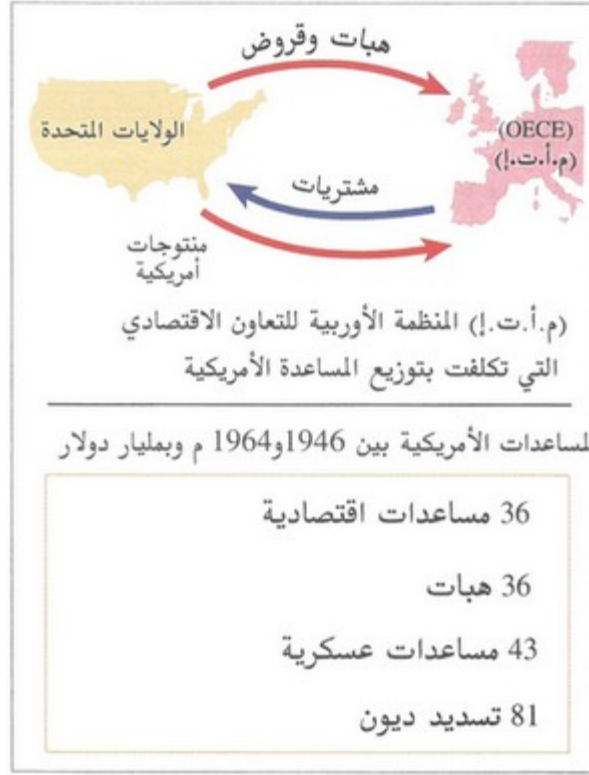 هبات وقروض
الولايات المتحدة
(OECE)
(م.أ.ت.إ)
مشتريات
منتوجات
أمريكية
(م.أ.ت.إ) المنظمة الأوربية للتعاون الاقتصادي
التي تكلفت بتوزيع المساعدة الأمريكية
لمساعدات الأمريكية بين 1946و1964 م وبمليار دولار
36 مساعدات اقتصادية
36 هبات
43 مساعدات عسكرية
81 تسديد ديون